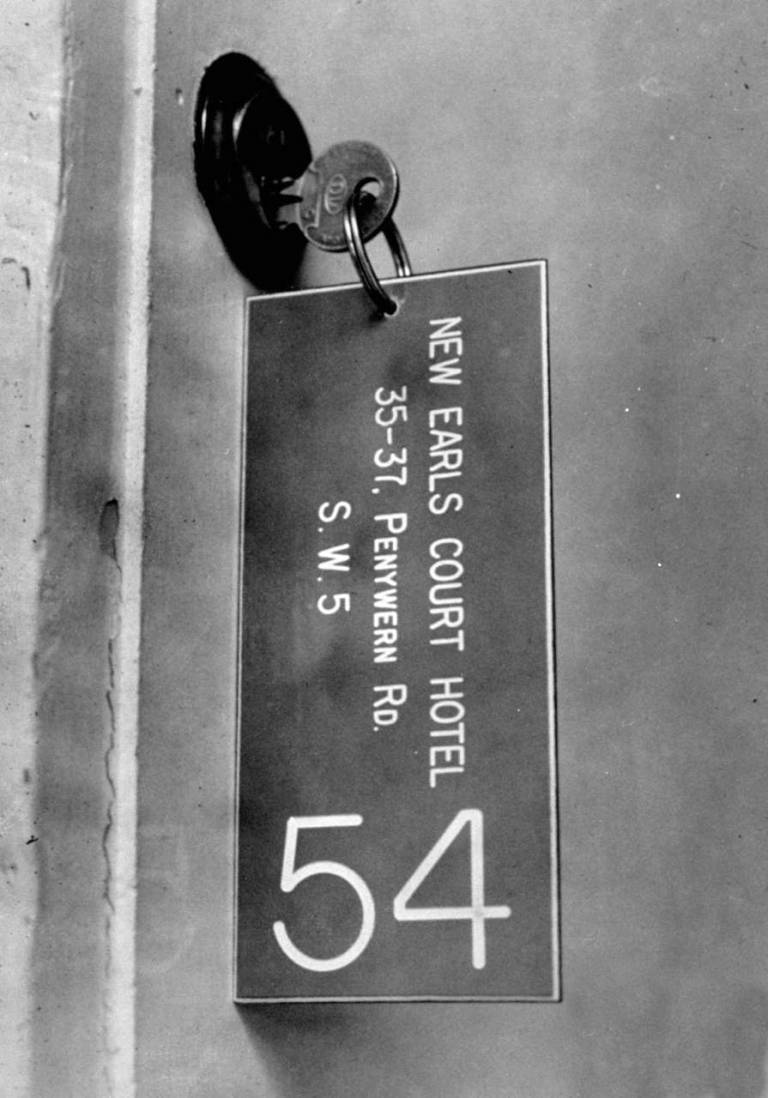 NEW EARLS COURT HOTEL
35-37, PENYWERN RD.
S. W. 5
54